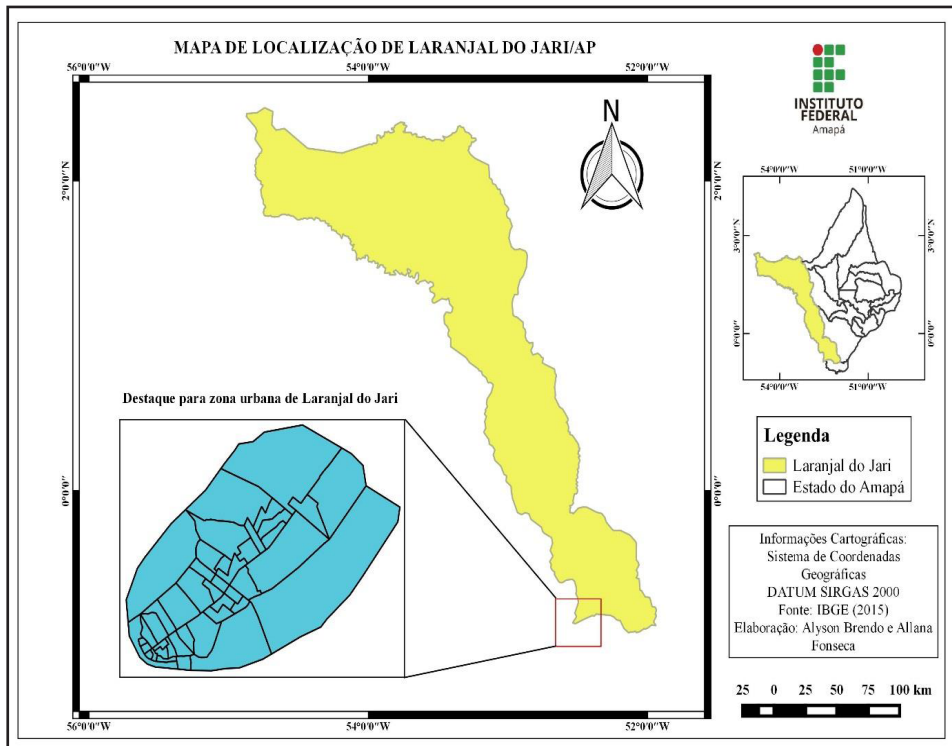 MAPA DE LOCALIZAÇÃO DE LARANJAL DO JARI/AP
56°0'0"W
54°0'0"W
52°0'0"W
2°0'0"N
0°0'0"
2°0'0"N
0°0'0"
56°0'0"W
54°0'0"W
52°0'0"W
N
Destaque para zona urbana de Laranjal do Jari
INSTITUTO
FEDERAL
Amapá
54°0'0"W
51°0'0"W
3°0'0"N
0°0'0"
3°0'0"N
0°0'0"
54°0'0"W
51°0'0"W
Legenda
Laranjal do Jari
Estado do Amapá
Informações Cartográficas:
Sistema de Coordenadas
Geográficas
DATUM SIRGAS 2000
Fonte: IBGE (2015)
Elaboração: Alyson Brendo e Allana
Fonseca
25 0 25 50 75 100 km